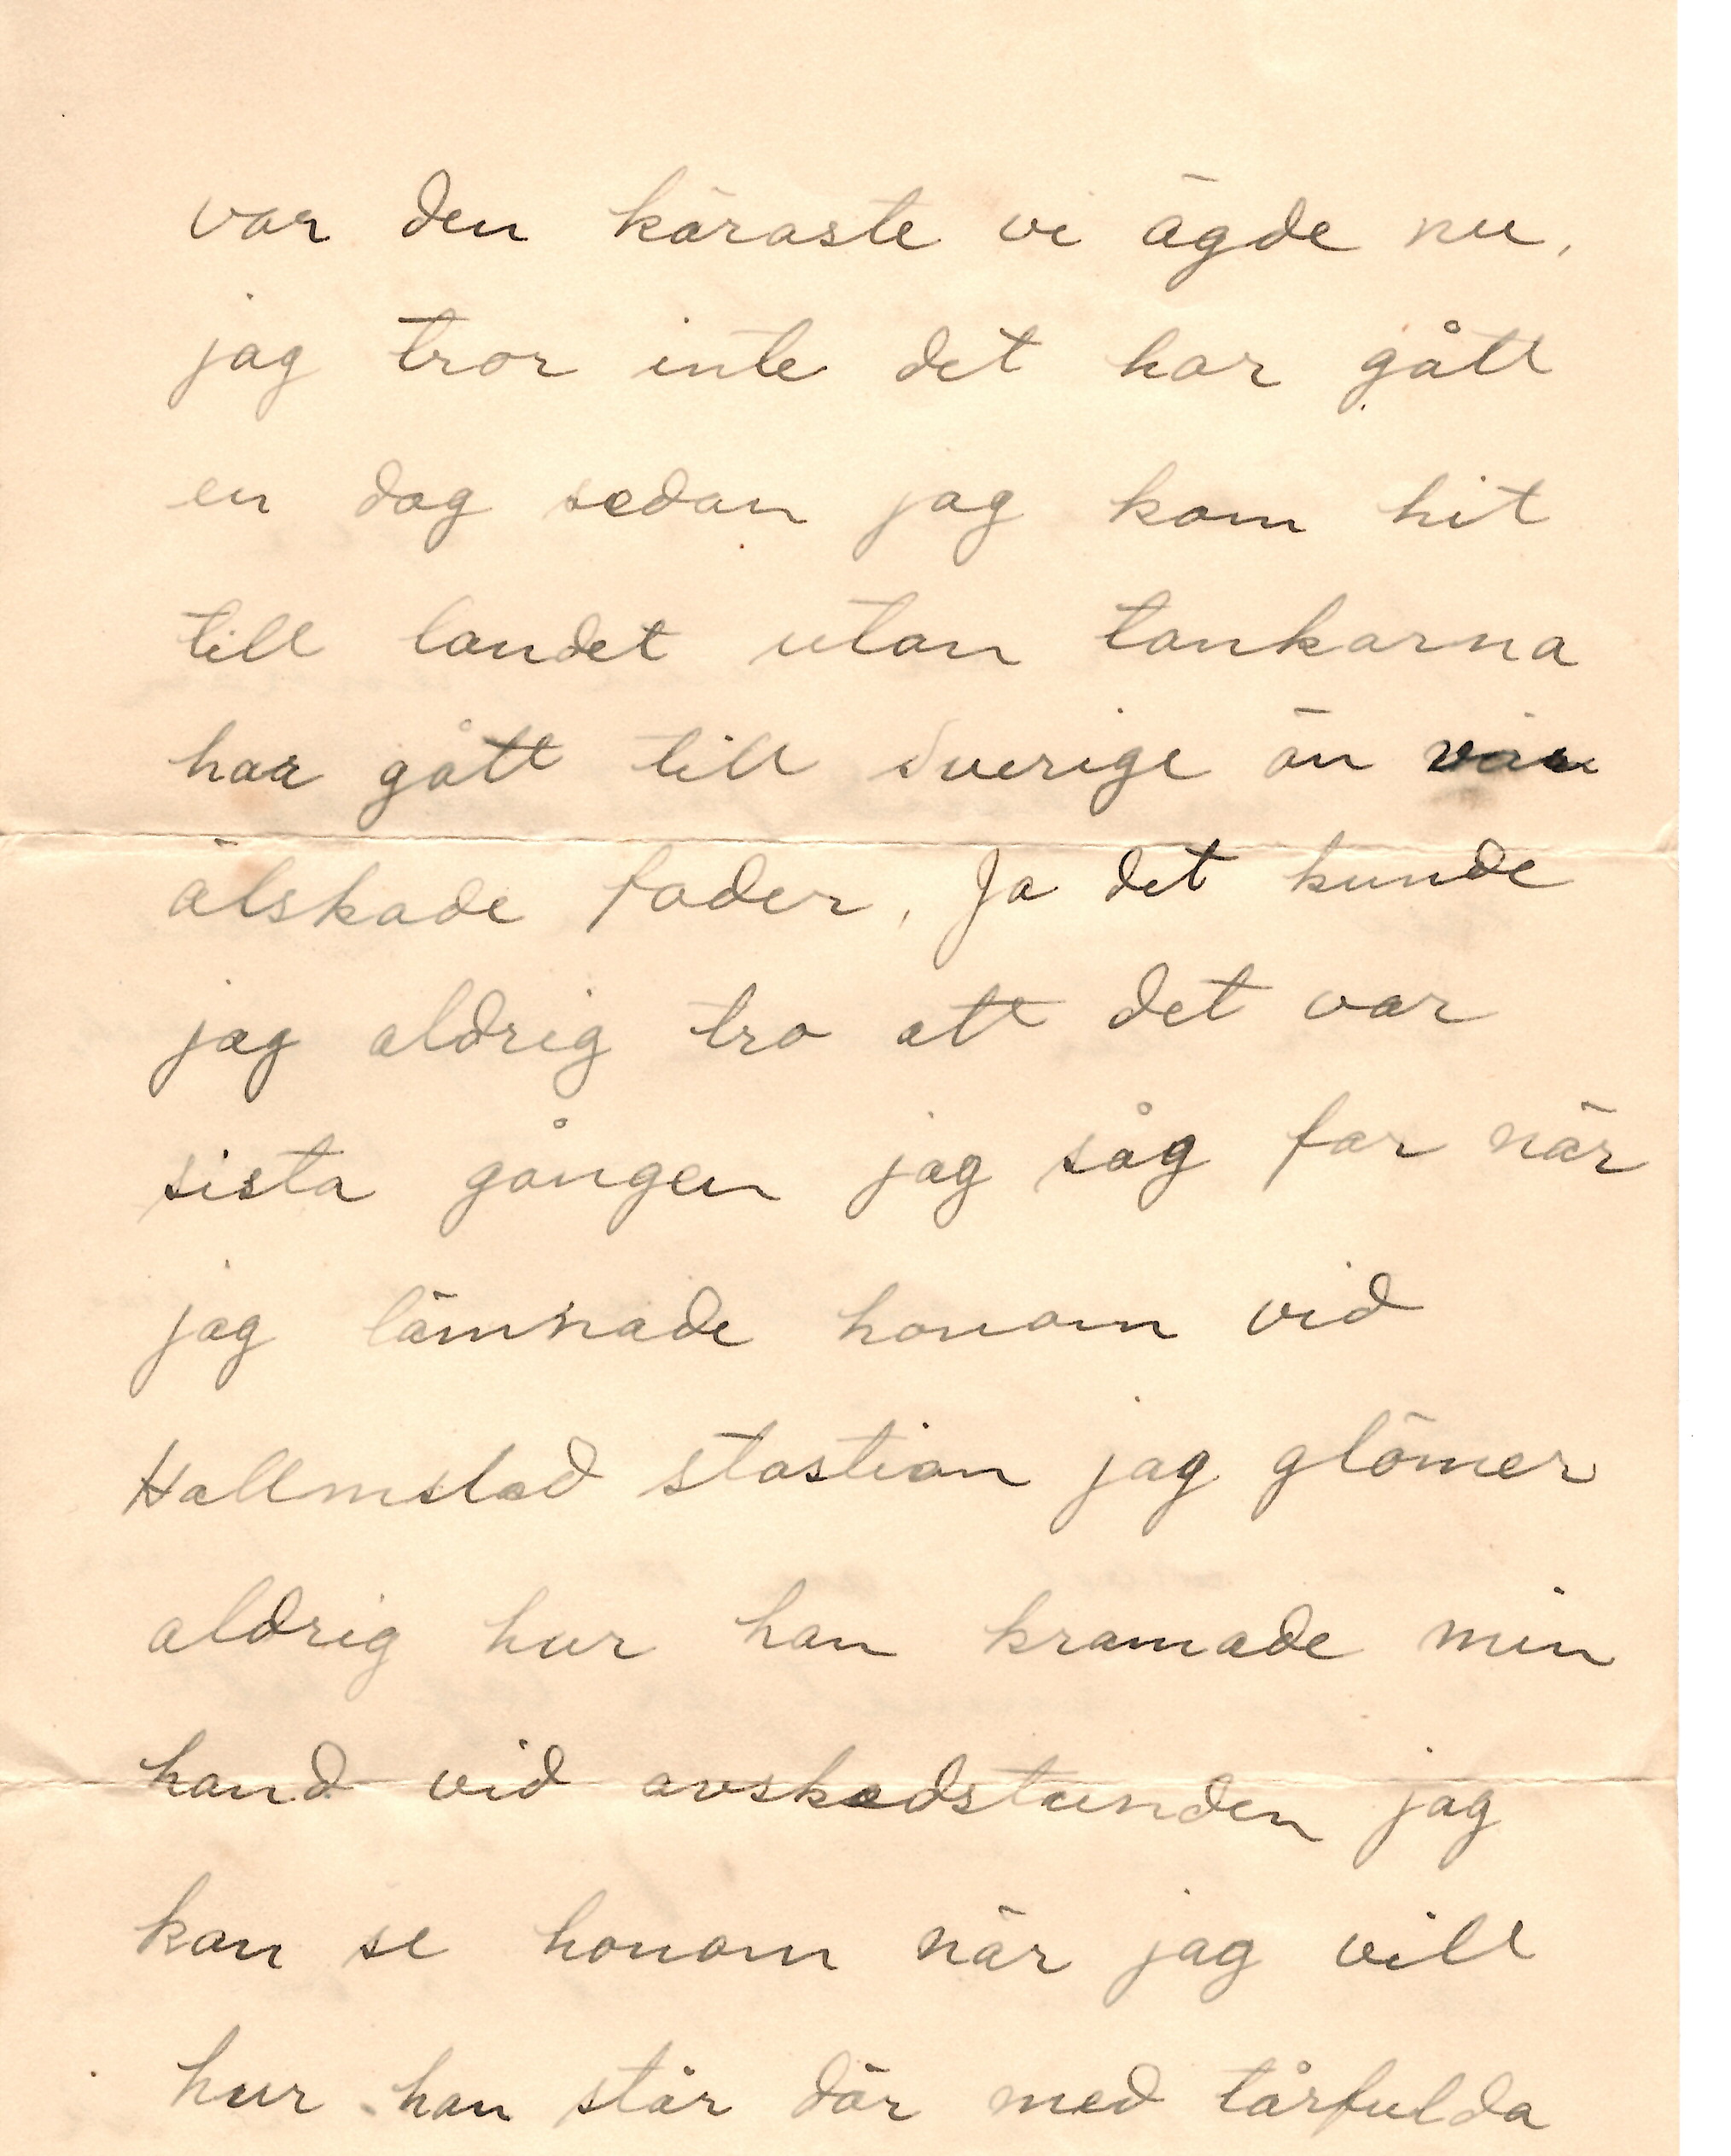 var den käraste vi ägde nu.
jag tror inte det har gått
en dag sedan jag kom hit
till landet utan tankarna
har gått till Sverige än
älskade fader. Ja det kunde
jag aldrig tro att det var
sista gången jag såg far när
jag lämnade honom vid
Hallmstad stastion jag glömer
aldrig hur han kramade min
hand vid avskedstunden jag
kan se honom när jag vill
hur han står där med tårfulda